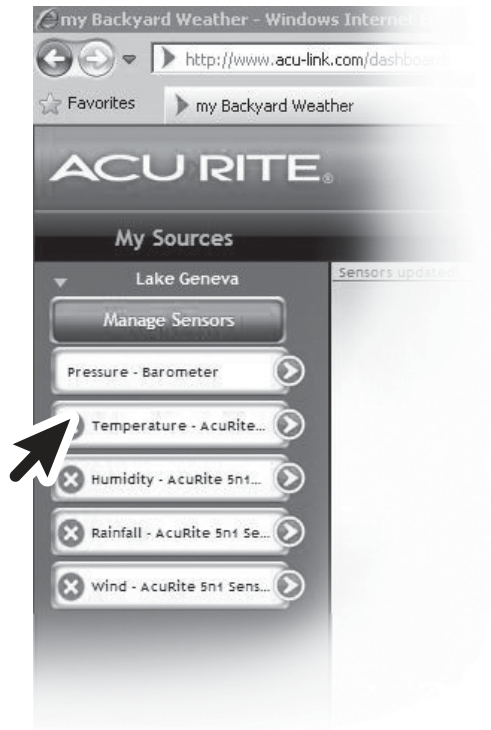 my Backyard Weather - Windows Internet
http://www.acu-link.com/dashboard
Favorites my Backyard Weather
ACU RITE®
My Sources
Lake Geneva
Sensors updated
Manage Sensors
Pressure - Barometer
Temperature - AcuRite...
Humidity - AcuRite 5n1...
Rainfall - AcuRite 5n1 Se...
Wind - AcuRite 5n1 Sens...